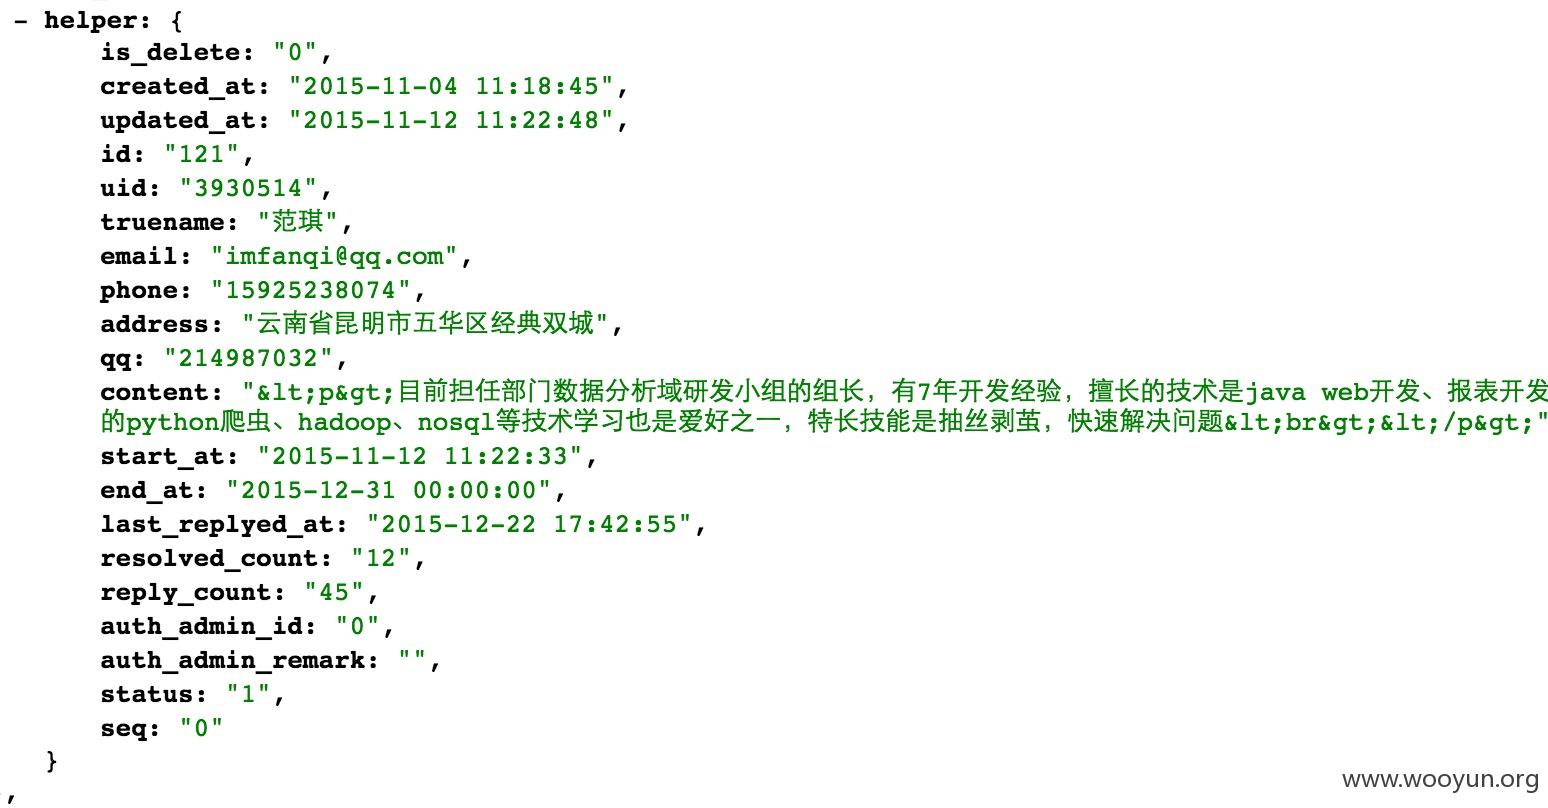 - helper: {
is_delete: "0",
created_at: "2015-11-04 11:18:45",
updated_at: "2015-11-12 11:22:48",
id: "121",
uid: "3930514",
truename: "范琪",
email: "imfanqi@qq.com",
phone: "15925238074",
address: "云南省昆明市五华区经典双城",
qq: "214987032",
content: "&lt;p&gt;目前担任部门数据分析域研发小组的组长，有7年开发经验，擅长的技术是java web开发、报表开发
的python爬虫、hadoop、nosql等技术学习也是爱好之一，特长技能是抽丝剥茧，快速解决问题&lt;br&gt;&lt;/p&gt;"
start_at: "2015-11-12 11:22:33",
end_at: "2015-12-31 00:00:00",
last_replyed_at: "2015-12-22 17:42:55",
resolved_count: "12",
reply_count: "45",
auth_admin_id: "0",
auth_admin_remark: "",
status: "1",
seq: "0"
}
,
www.wooyun.org